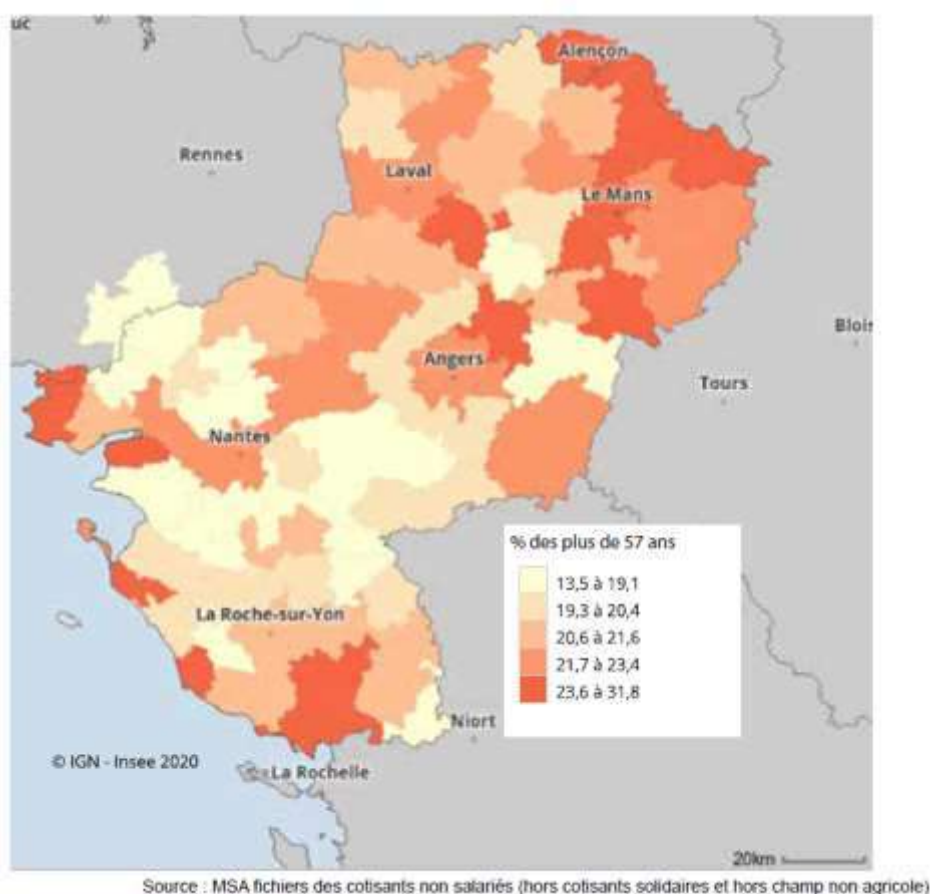 uc
Alençon
Rennes
Laval
Le Mans
Blois
Angers
Tours
Nantes
% des plus de 57 ans
13,5 à 19,1
19,3 à 20,4
20,6 à 21,6
21,7 à 23,4
23,6 à 31,8
La Roche-sur-Yon
Niort
© IGN - Insee 2020
La Rochelle
20km
Source : MSA fichiers des cotisants non salariés (hors cotisants solidaires et hors champ non agricole)